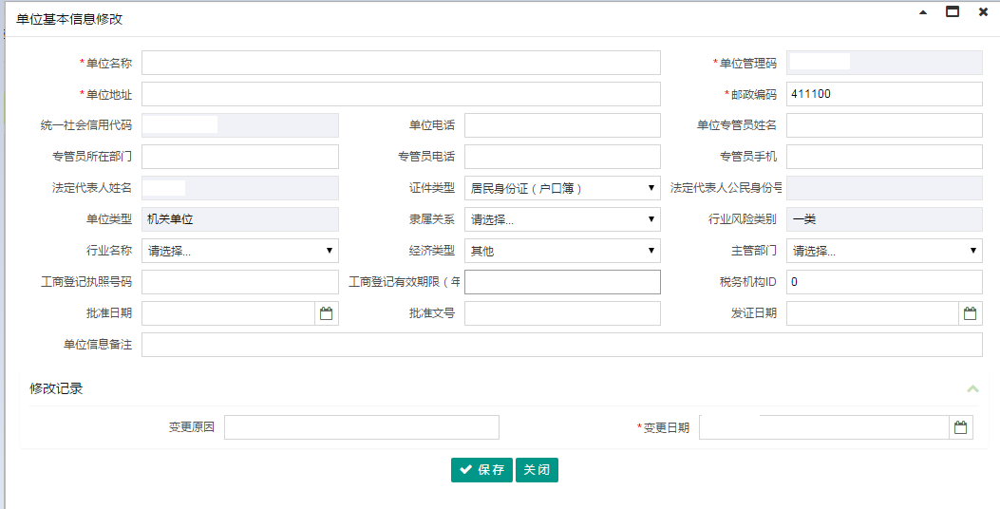 单位基本信息修改
*单位名称 *单位管理码
*单位地址 *邮政编码 411100
统一社会信用代码 单位电话 单位专管员姓名
专管员所在部门 专管员电话 专管员手机
法定代表人姓名 证件类型 居民身份证（户口簿） 法定代表人公民身份号
单位类型 机关单位 隶属关系 请选择... 行业风险类别 一类
行业名称 请选择... 经济类型 其他 主管部门 请选择...
工商登记执照号码 工商登记有效期限（年 税务机构ID 0
批准日期 批准文号 发证日期
单位信息备注
修改记录
变更原因 *变更日期
保存 关闭